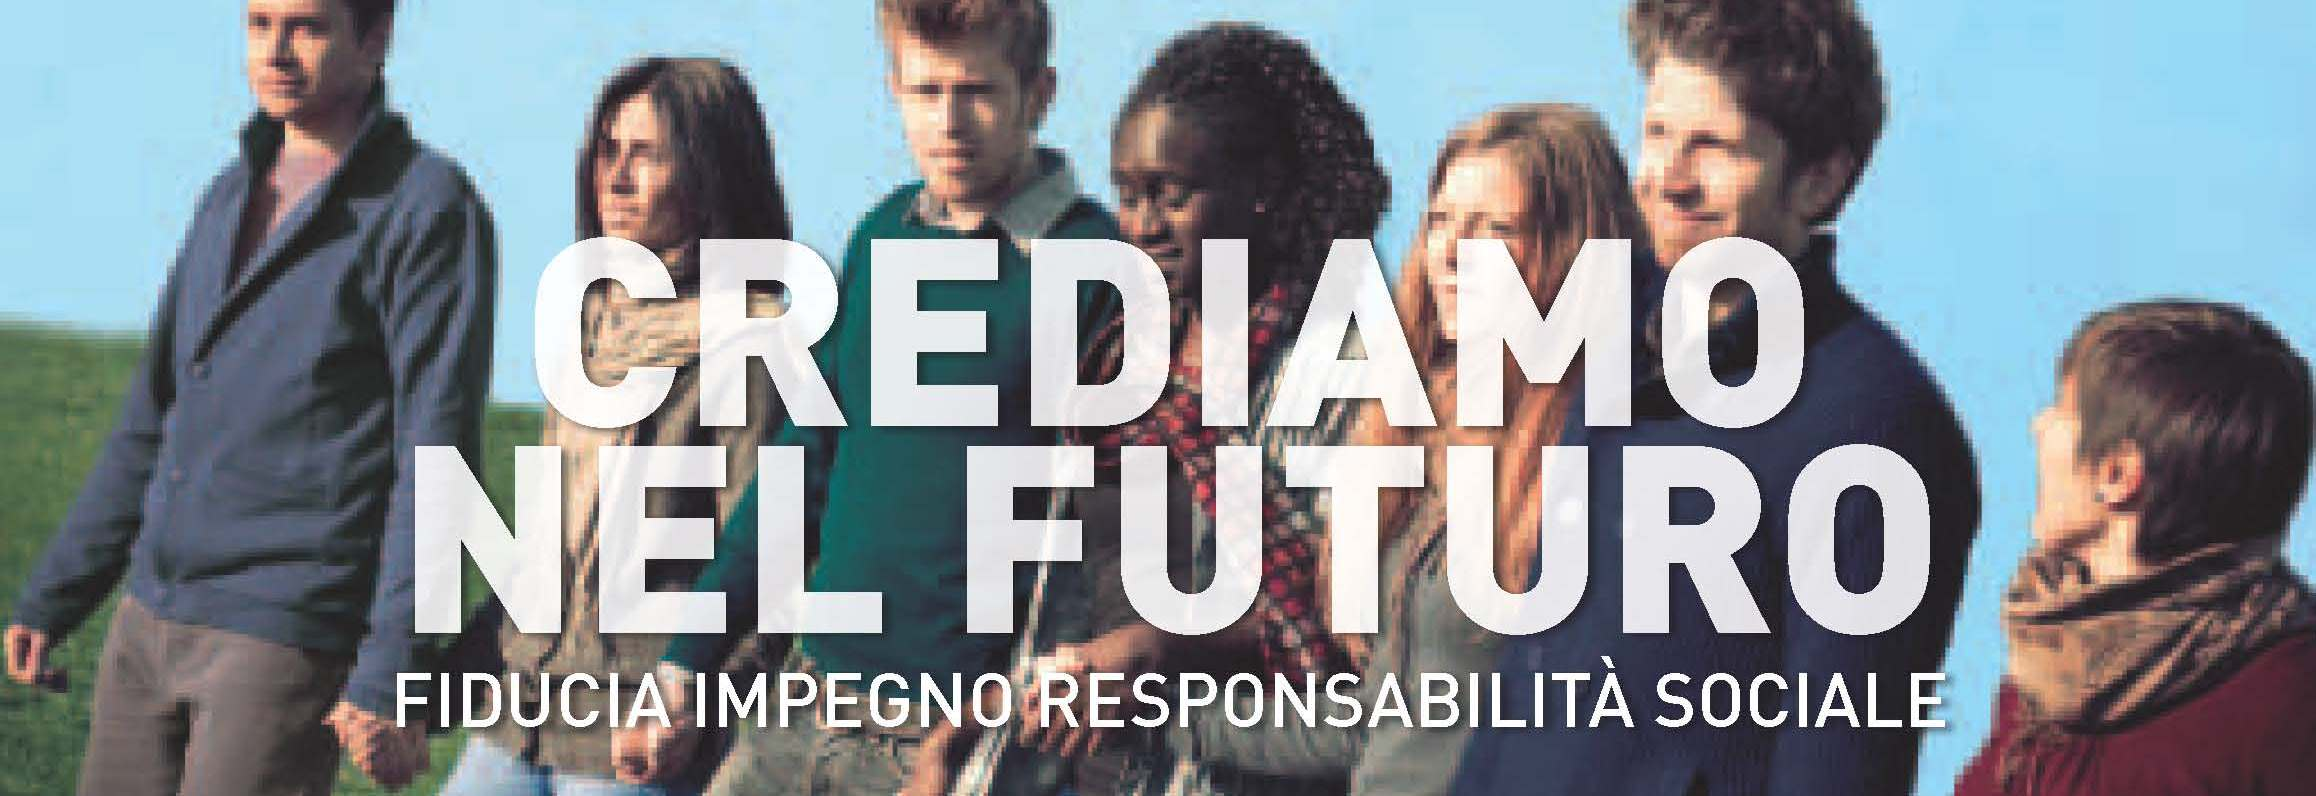 CREDIAMO
NEL FUTURO
FIDUCIA IMPEGNO RESPONSABILITÀ SOCIALE